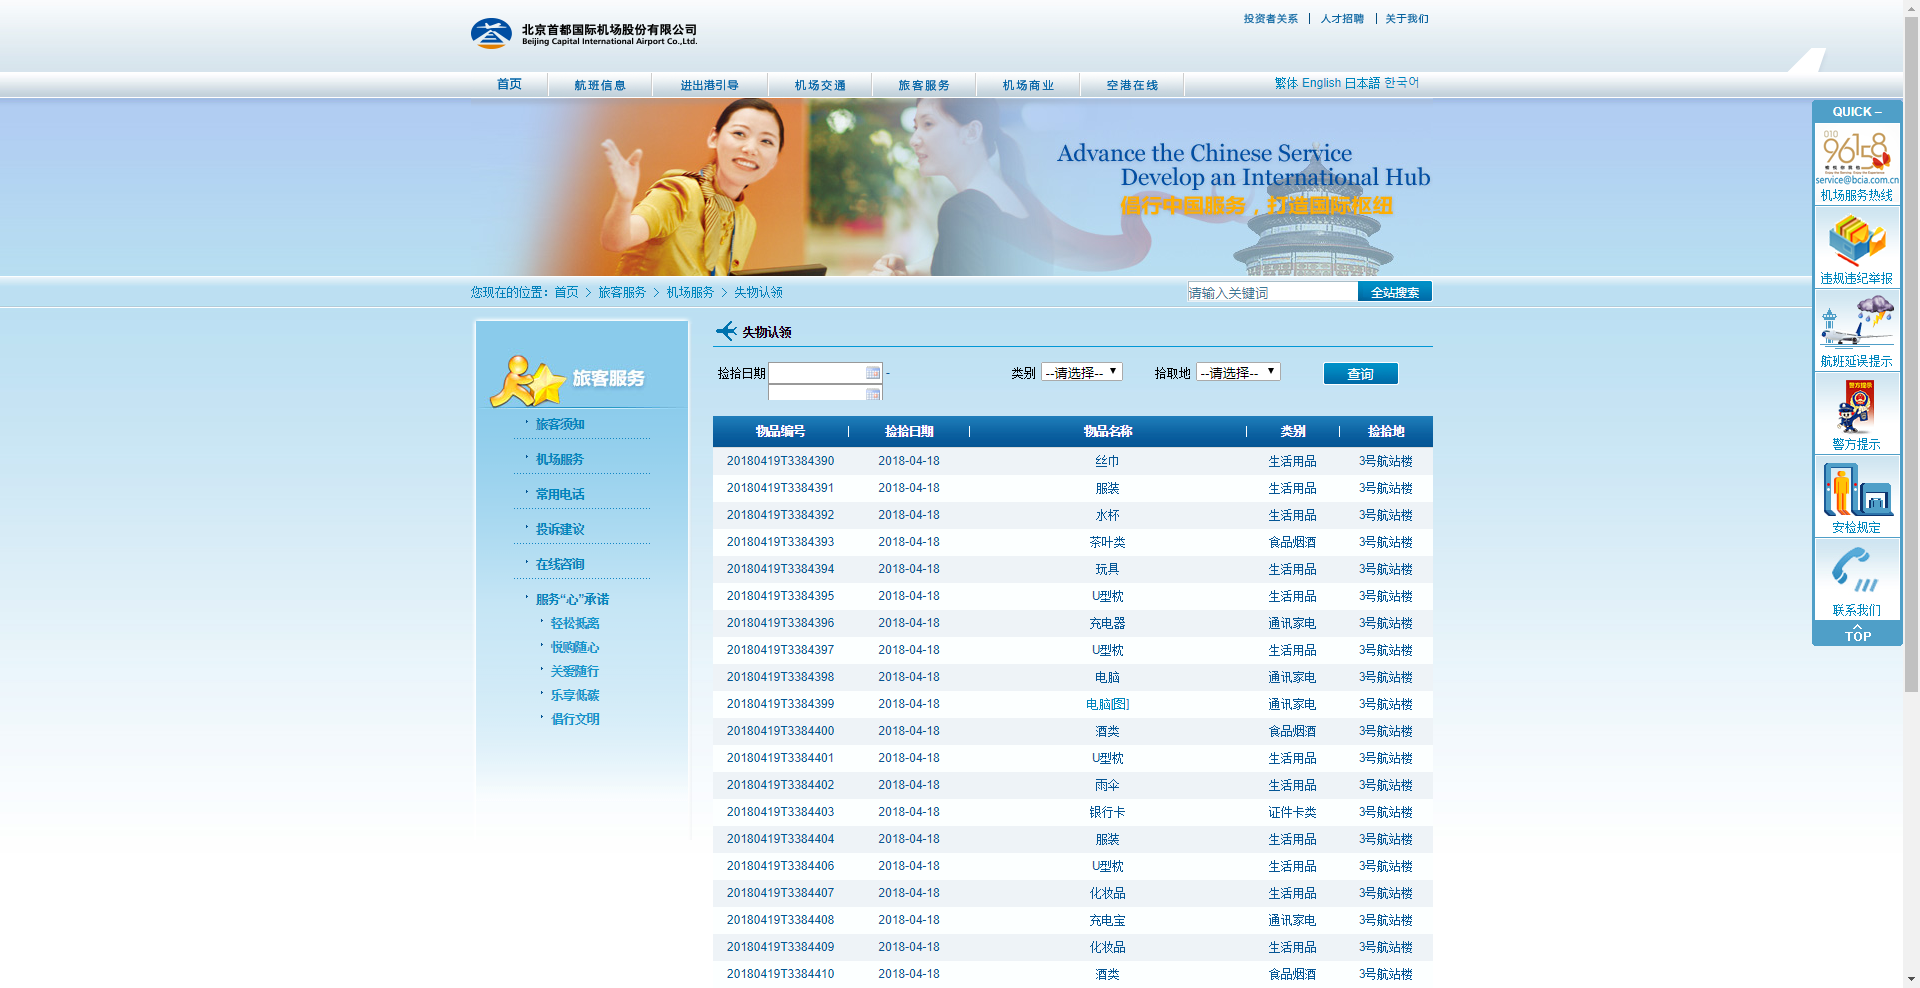 北京首都国际机场股份有限公司
Beijing Capital International Airport Co.,Ltd.
投资者关系 | 人才招聘 | 关于我们
首页 航班信息 进出港引导 机场交通 旅客服务 机场商业 空港在线
繁体 English 日本語 한국어
Advance the Chinese Service
Develop an International Hub
倡行中国服务，打造国际枢纽
您现在的位置： 首页 > 旅客服务 > 机场服务 > 失物认领
请输入关键词 全站搜索
旅客服务
旅客须知
机场服务
常用电话
投诉建议
在线咨询
服务“心”承诺
轻松抵离
悦购随心
关爱随行
乐享低碳
倡行文明
失物认领
捡拾日期 - 类别 --请选择-- 拾取地 --请选择-- 查询
物品编号 | 捡拾日期 | 物品名称 | 类别 | 捡拾地
20180419T3384390 2018-04-18 丝巾 生活用品 3号航站楼
20180419T3384391 2018-04-18 服装 生活用品 3号航站楼
20180419T3384392 2018-04-18 水杯 生活用品 3号航站楼
20180419T3384393 2018-04-18 茶叶类 食品烟酒 3号航站楼
20180419T3384394 2018-04-18 玩具 生活用品 3号航站楼
20180419T3384395 2018-04-18 U型枕 生活用品 3号航站楼
20180419T3384396 2018-04-18 充电器 通讯家电 3号航站楼
20180419T3384397 2018-04-18 U型枕 生活用品 3号航站楼
20180419T3384398 2018-04-18 电脑 通讯家电 3号航站楼
20180419T3384399 2018-04-18 电脑[图] 通讯家电 3号航站楼
20180419T3384400 2018-04-18 酒类 食品烟酒 3号航站楼
20180419T3384401 2018-04-18 U型枕 生活用品 3号航站楼
20180419T3384402 2018-04-18 雨伞 生活用品 3号航站楼
20180419T3384403 2018-04-18 银行卡 证件卡类 3号航站楼
20180419T3384404 2018-04-18 服装 生活用品 3号航站楼
20180419T3384406 2018-04-18 U型枕 生活用品 3号航站楼
20180419T3384407 2018-04-18 化妆品 生活用品 3号航站楼
20180419T3384408 2018-04-18 充电宝 通讯家电 3号航站楼
20180419T3384409 2018-04-18 化妆品 生活用品 3号航站楼
20180419T3384410 2018-04-18 酒类 食品烟酒 3号航站楼
QUICK –
010
96158
service@bcia.com.cn
机场服务热线
违规违纪举报
航班延误提示
警方提示
警方提示
安检规定
联系我们
TOP